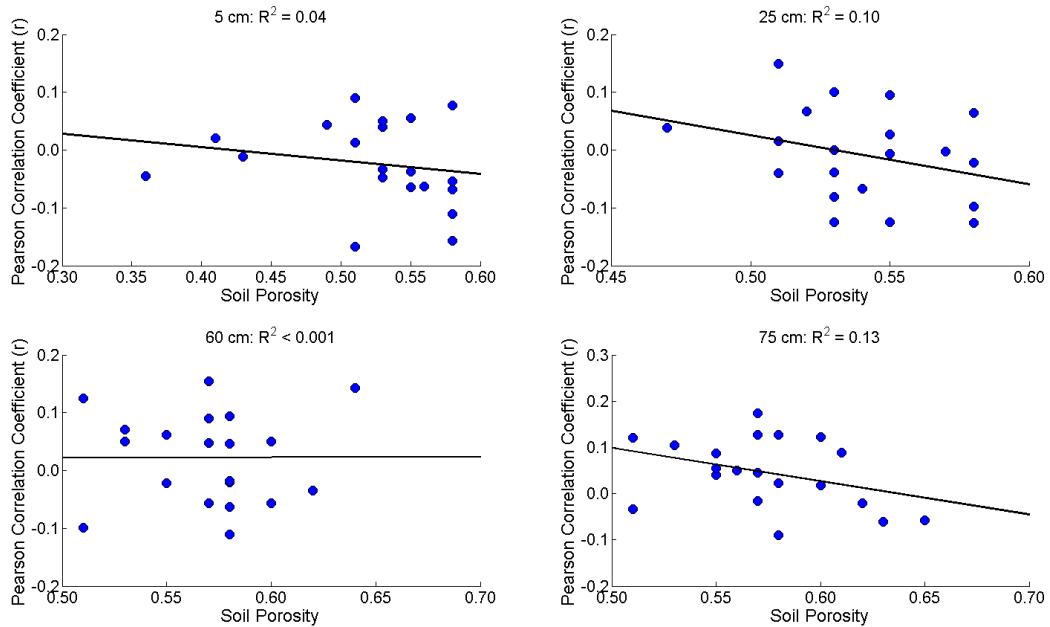 5 cm: R² = 0.04
Pearson Correlation Coefficient (r)
0.2
0.1
0.0
-0.1
-0.2
0.30 0.35 0.40 0.45 0.50 0.55 0.60
Soil Porosity
25 cm: R² = 0.10
Pearson Correlation Coefficient (r)
0.2
0.1
0.0
-0.1
-0.2
0.45 0.50 0.55 0.60
Soil Porosity
60 cm: R² < 0.001
Pearson Correlation Coefficient (r)
0.2
0.1
0.0
-0.1
-0.2
0.50 0.55 0.60 0.65 0.70
Soil Porosity
75 cm: R² = 0.13
Pearson Correlation Coefficient (r)
0.3
0.2
0.1
0.0
-0.1
-0.2
0.50 0.55 0.60 0.65 0.70
Soil Porosity